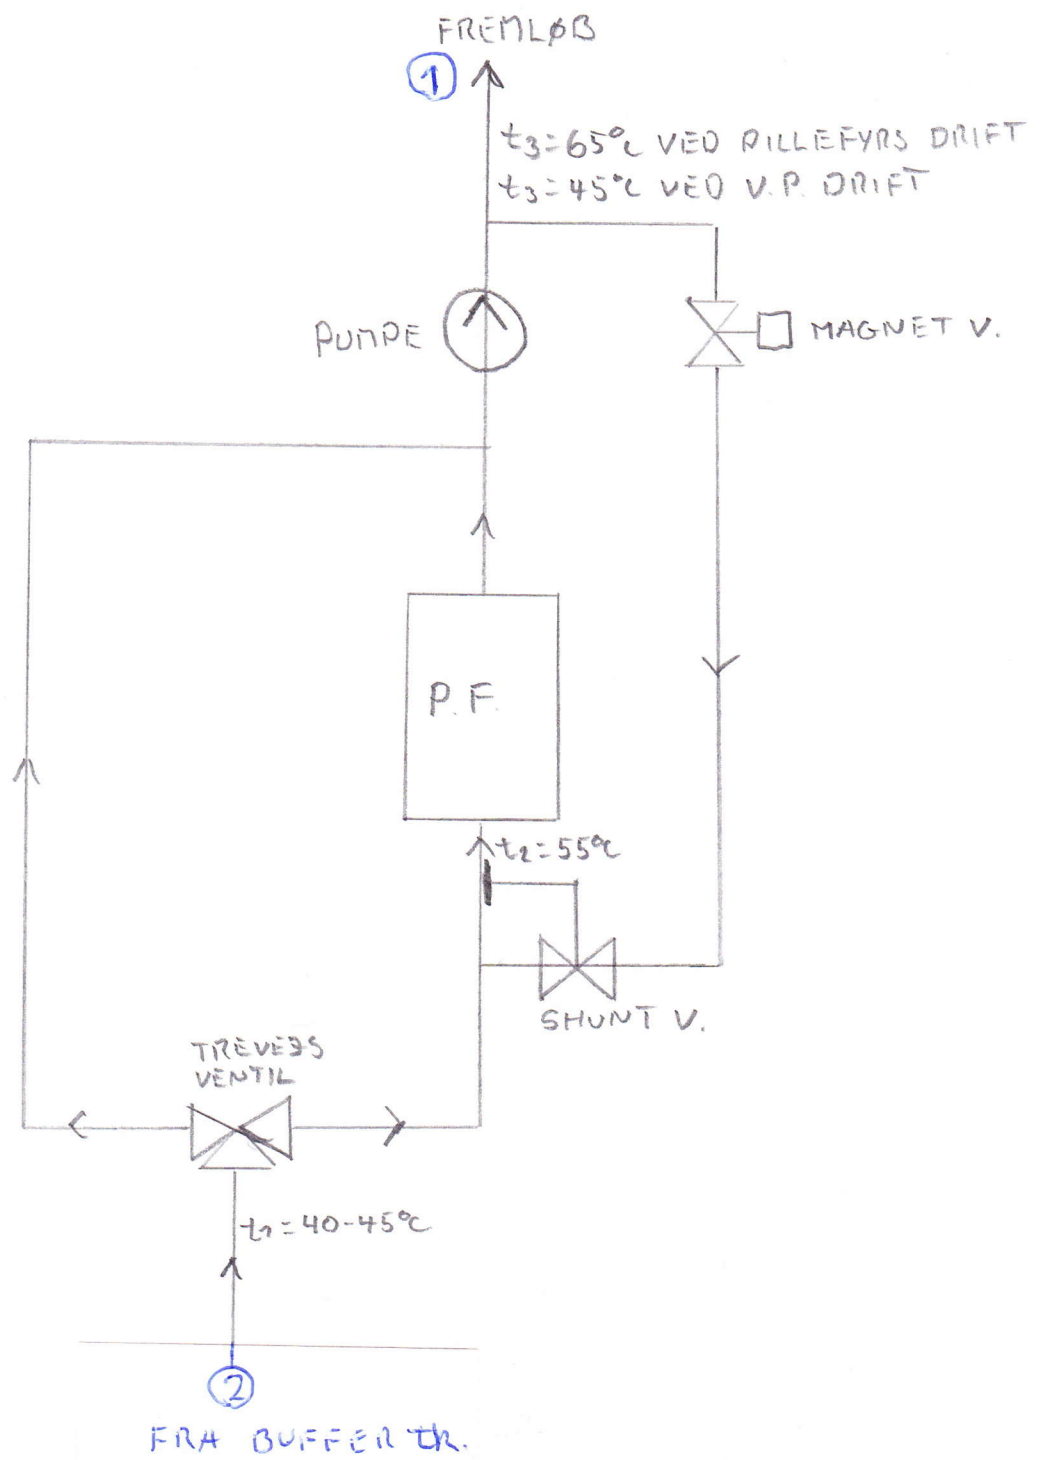 FREMLØB
1
t3=65°C VED PILLEFYRS DRIFT
t3=45°C VED V.P. DRIFT
PUMPE
MAGNET V.
P.F.
t2=55°C
SHUNT V.
TREVEJS
VENTIL
t1=40-45°C
2
FRA BUFFER TK.